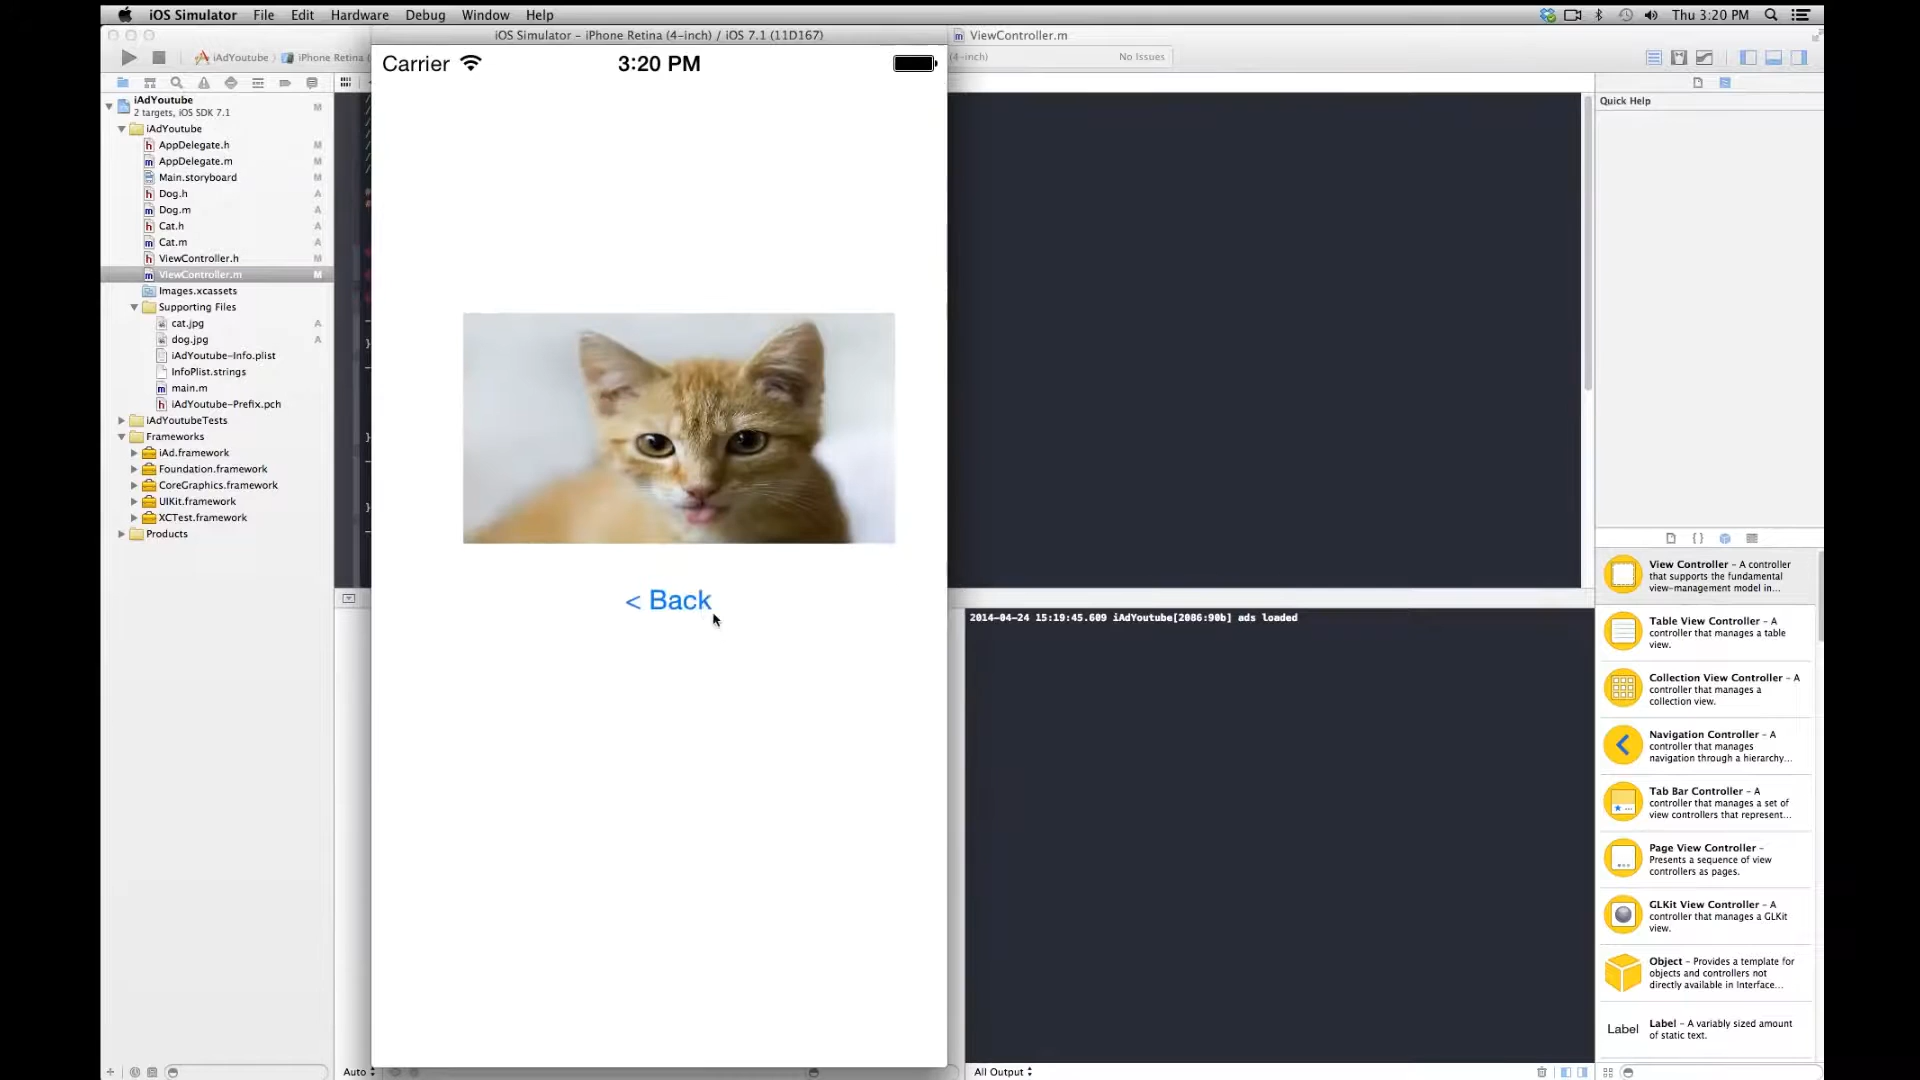 iOS Simulator File Edit Hardware Debug Window Help
Thu 3:20 PM
iOS Simulator - iPhone Retina (4-inch) / iOS 7.1 (11D167)
ViewController.m
iAdYoutube
iPhone Retina
(4-inch)
No Issues
Carrier
3:20 PM
iAdYoutube
2 targets, iOS SDK 7.1
M
iAdYoutube
AppDelegate.h M
AppDelegate.m M
Main.storyboard M
Dog.h A
Dog.m A
Cat.h A
Cat.m A
ViewController.h M
ViewController.m M
Images.xcassets
Supporting Files
cat.jpg A
dog.jpg A
iAdYoutube-Info.plist
InfoPlist.strings
main.m
iAdYoutube-Prefix.pch
iAdYoutubeTests
Frameworks
iAd.framework
Foundation.framework
CoreGraphics.framework
UIKit.framework
XCTest.framework
Products
< Back
2014-04-24 15:19:45.609 iAdYoutube[2086:90b] ads loaded
Auto
All Output
Quick Help
View Controller - A controller
that supports the fundamental
view-management model in...
Table View Controller - A
controller that manages a table
view.
Collection View Controller - A
controller that manages a
collection view.
Navigation Controller - A
controller that manages
navigation through a hierarchy...
Tab Bar Controller - A
controller that manages a set of
view controllers that represent...
Page View Controller -
Presents a sequence of view
controllers as pages.
GLKit View Controller - A
controller that manages a GLKit
view.
Object - Provides a template for
objects and controllers not
directly available in Interface...
Label
Label - A variably sized amount
of static text.